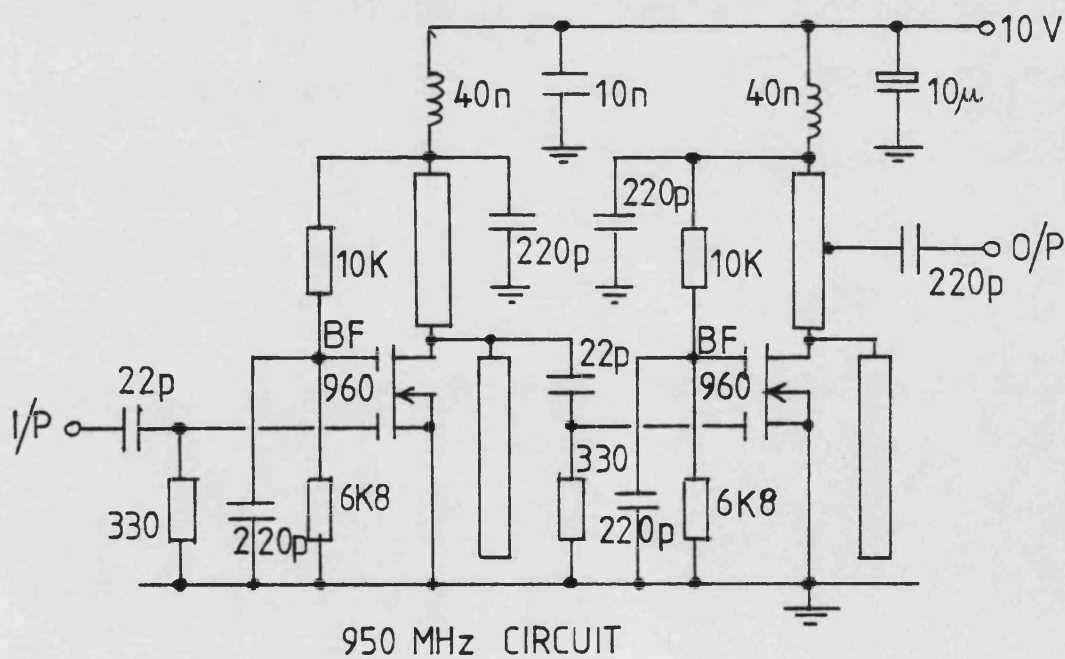 10 V
40n
10n
40n
10µ
220p
10K
220p
10K
O/P
220p
BF
960
22p
BF
960
22p
I/P
330
220p
6K8
330
220p
6K8
950 MHz CIRCUIT